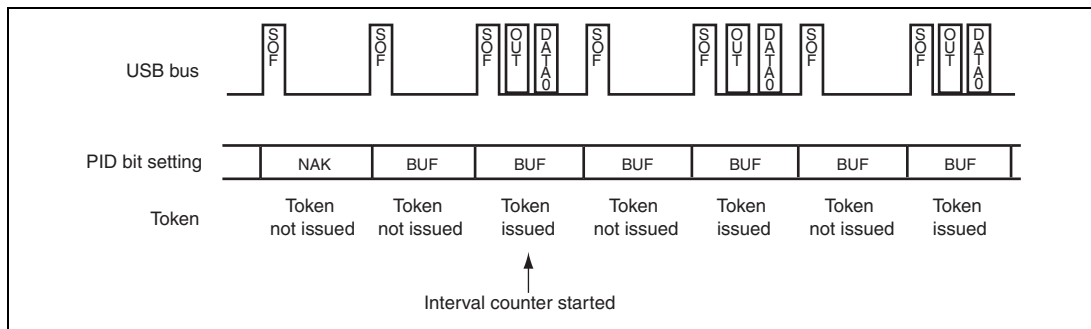 SOF SOF SOF OUT DATA0 SOF SOF OUT DATA0 SOF SOF OUT DATA0
USB bus
PID bit setting NAK BUF BUF BUF BUF BUF BUF
Token Token Token Token Token Token Token Token
not issued not issued issued not issued issued not issued issued
Interval counter started